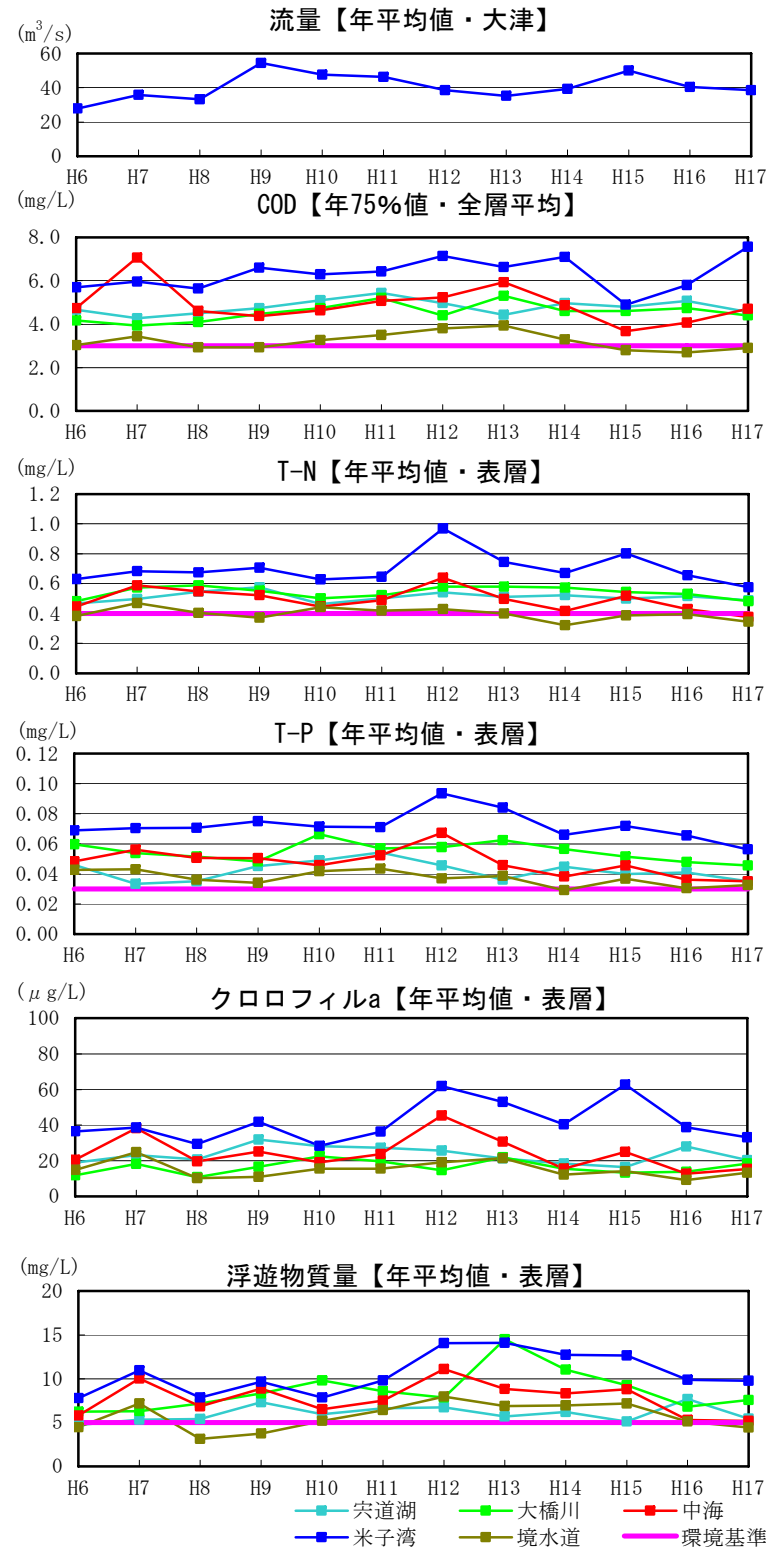 流量【年平均値・大津】
(m³/s)
60
40
20
0
H6 H7 H8 H9 H10 H11 H12 H13 H14 H15 H16 H17
COD【年75%値・全層平均】
(mg/L)
8.0
6.0
4.0
2.0
0.0
H6 H7 H8 H9 H10 H11 H12 H13 H14 H15 H16 H17
T-N【年平均値・表層】
(mg/L)
1.2
1.0
0.8
0.6
0.4
0.2
0.0
H6 H7 H8 H9 H10 H11 H12 H13 H14 H15 H16 H17
T-P【年平均値・表層】
(mg/L)
0.12
0.10
0.08
0.06
0.04
0.02
0.00
H6 H7 H8 H9 H10 H11 H12 H13 H14 H15 H16 H17
クロロフィルa【年平均値・表層】
(μg/L)
100
80
60
40
20
0
H6 H7 H8 H9 H10 H11 H12 H13 H14 H15 H16 H17
浮遊物質量【年平均値・表層】
(mg/L)
20
15
10
5
0
H6 H7 H8 H9 H10 H11 H12 H13 H14 H15 H16 H17
宍道湖 大橋川 中海
米子湾 境水道 環境基準